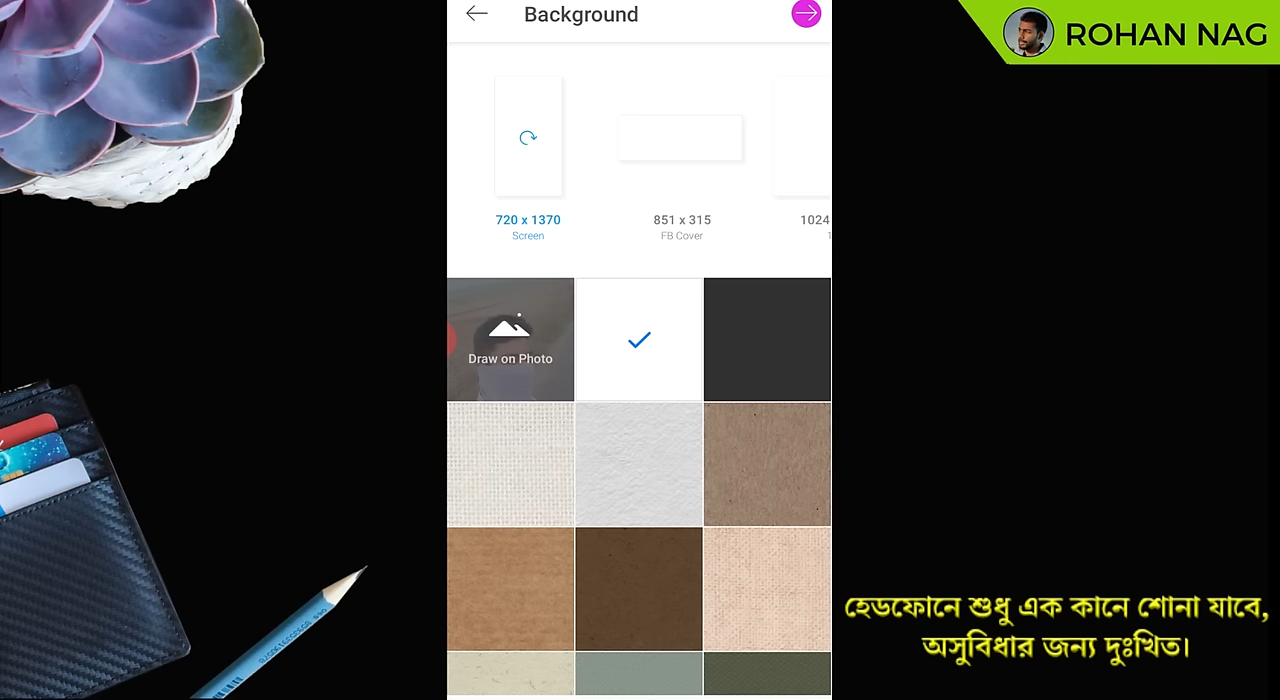 Background
ROHAN NAG
720 x 1370
Screen
851 x 315
FB Cover
1024
Draw on Photo
হেডফোনে শুধু এক কানে শোনা যাবে,
অসুবিধার জন্য দুঃখিত।